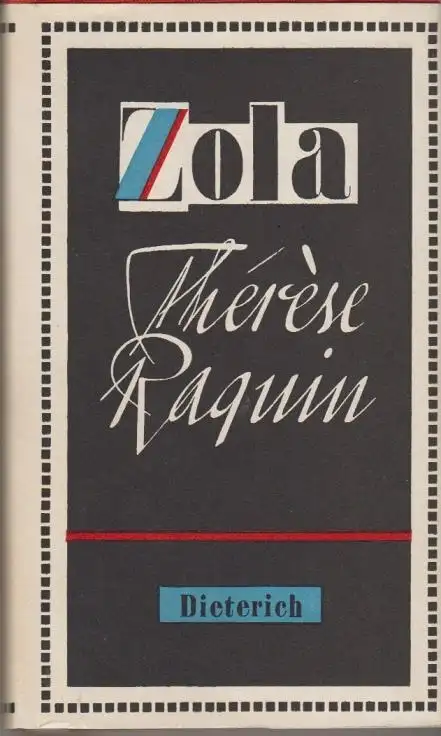 Zola
Thérèse
Raquin
Dieterich